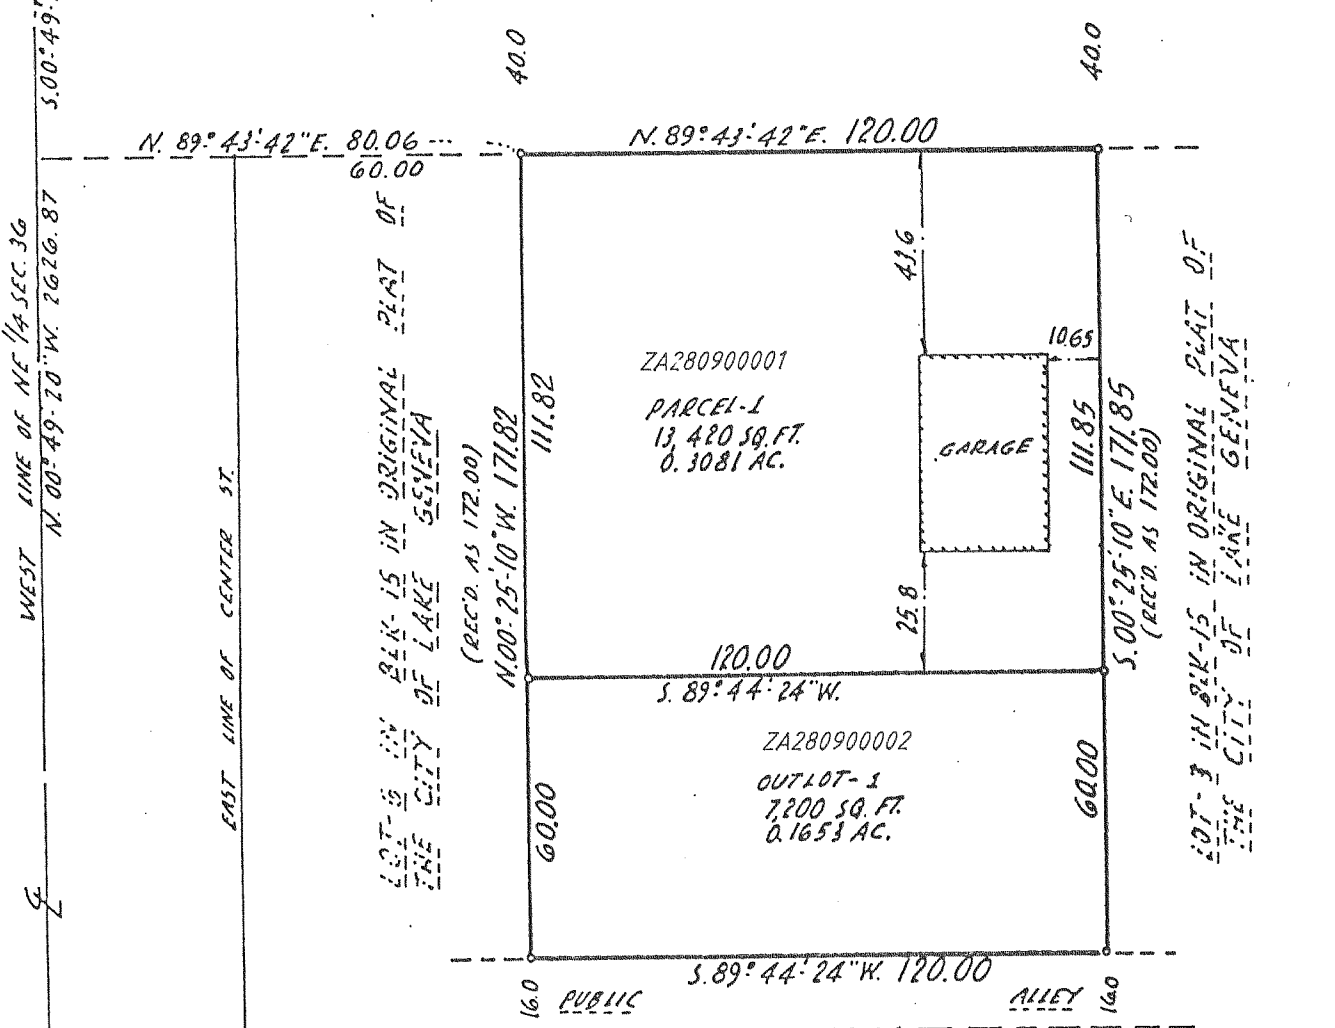 S.00°49'
40.0
40.0
N. 89°43'42"E. 80.06
60.00
N. 89°43'42"E. 120.00
WEST LINE OF NE 1/4 SEC. 36
N. 00°49'20"W. 2626.87
EAST LINE OF CENTER ST.
LOT-5 IN BLK-15 IN ORIGINAL PLAT OF
THE CITY OF LAKE GENEVA
(REC'D. AS 172.00)
N.00°25'10"W. 171.82
111.82
43.6
10.65
ZA280900001
PARCEL-1
13,420 SQ.FT.
0.3081 AC.
GARAGE
111.85
S.00°25'10"E. 171.85
(REC'D. AS 172.00)
LOT-3 IN BLK-15 IN ORIGINAL PLAT OF
THE CITY OF LAKE GENEVA
25.8
120.00
S. 89°44'24"W.
ZA280900002
OUTLOT-1
7,200 SQ.FT.
0.1653 AC.
60.00
60.00
S.89°44'24"W. 120.00
16.0
PUBLIC
ALLEY
16.0